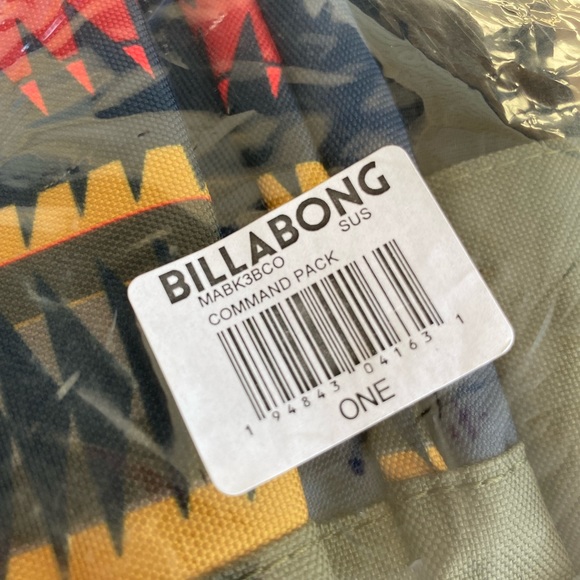 BILLABONG
MABK3BCO SUS
COMMAND PACK
1 94843 04163 1
ONE